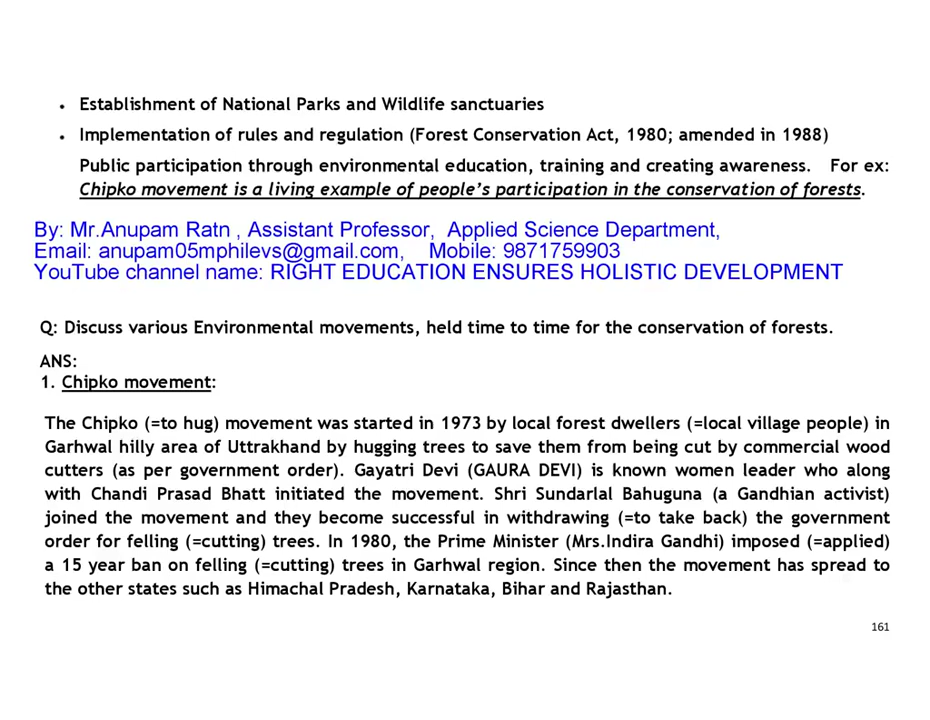 • Establishment of National Parks and Wildlife sanctuaries
• Implementation of rules and regulation (Forest Conservation Act, 1980; amended in 1988)
Public participation through environmental education, training and creating awareness. For ex:
Chipko movement is a living example of people's participation in the conservation of forests.
By: Mr.Anupam Ratn , Assistant Professor, Applied Science Department,
Email: anupam05mphilevs@gmail.com, Mobile: 9871759903
YouTube channel name: RIGHT EDUCATION ENSURES HOLISTIC DEVELOPMENT
Q: Discuss various Environmental movements, held time to time for the conservation of forests.
ANS:
1. Chipko movement:
The Chipko (=to hug) movement was started in 1973 by local forest dwellers (=local village people) in
Garhwal hilly area of Uttrakhand by hugging trees to save them from being cut by commercial wood
cutters (as per government order). Gayatri Devi (GAURA DEVI) is known women leader who along
with Chandi Prasad Bhatt initiated the movement. Shri Sundarlal Bahuguna (a Gandhian activist)
joined the movement and they become successful in withdrawing (=to take back) the government
order for felling (=cutting) trees. In 1980, the Prime Minister (Mrs.Indira Gandhi) imposed (=applied)
a 15 year ban on felling (=cutting) trees in Garhwal region. Since then the movement has spread to
the other states such as Himachal Pradesh, Karnataka, Bihar and Rajasthan.
161